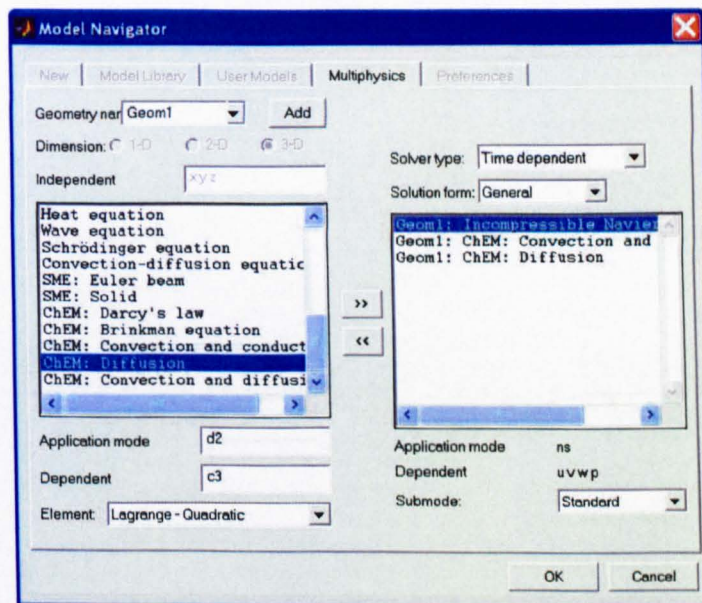 Model Navigator
New Model Library User Models Multiphysics Preferences
Geometry nar Geom1 Add
Dimension: 1-D 2-D 3-D
Independent x y z
Heat equation
Wave equation
Schrödinger equation
Convection-diffusion equatic
SME: Euler beam
SME: Solid
ChEM: Darcy's law
ChEM: Brinkman equation
ChEM: Convection and conduct
ChEM: Diffusion
ChEM: Convection and diffusi
Application mode d2
Dependent c3
Element: Lagrange - Quadratic
>>
<<
Solver type: Time dependent
Solution form: General
Geom1: Incompressible Navier
Geom1: ChEM: Convection and
Geom1: ChEM: Diffusion
Application mode ns
Dependent u v w p
Submode: Standard
OK Cancel